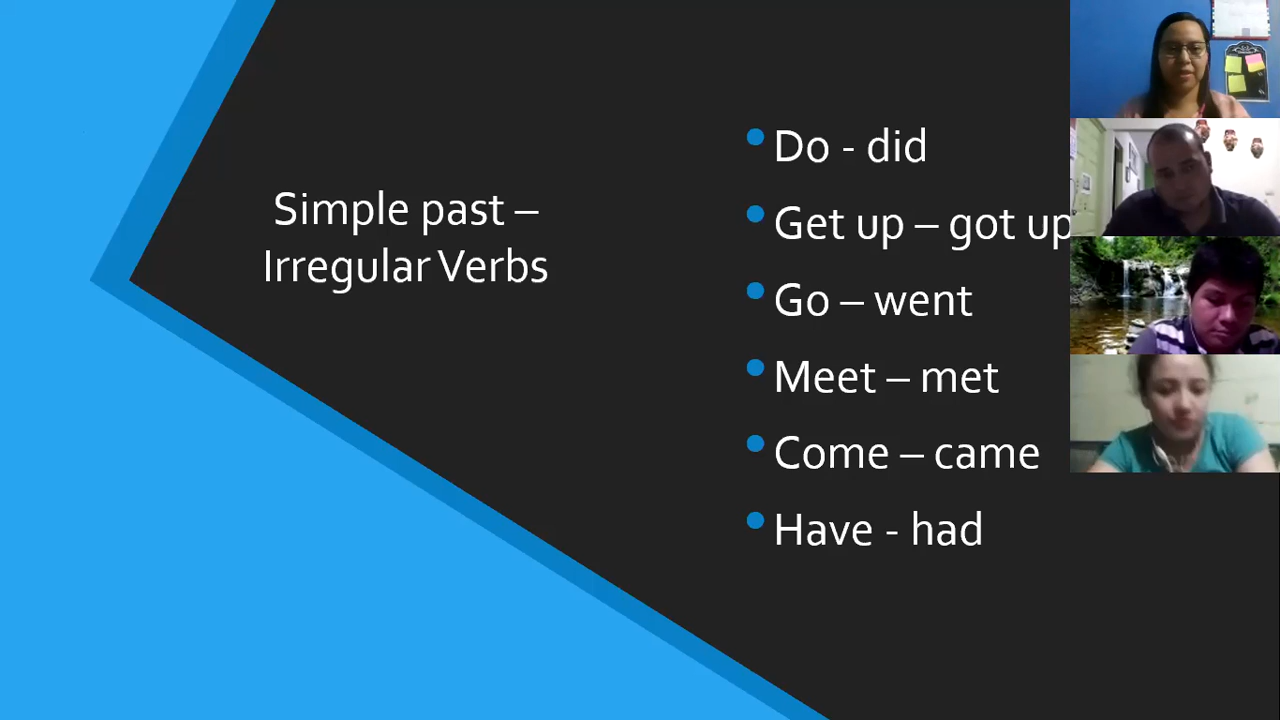 Simple past –
Irregular Verbs
Do - did
Get up – got up
Go – went
Meet – met
Come – came
Have - had